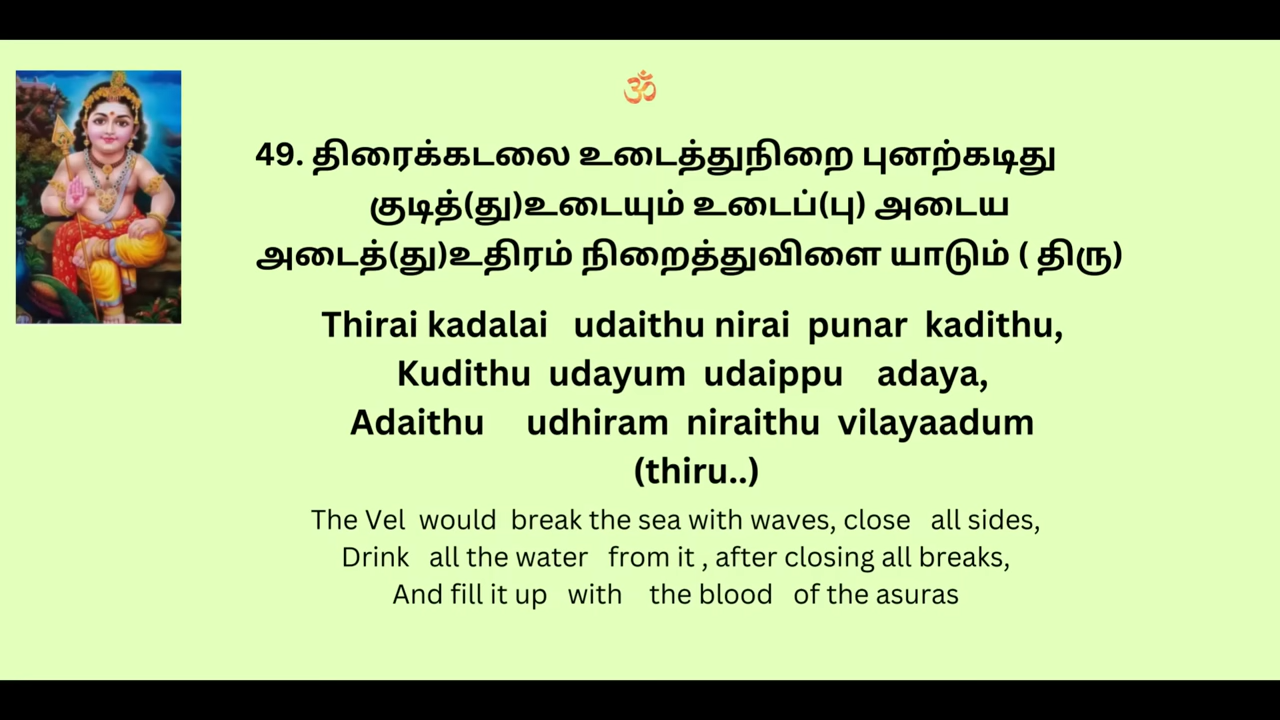 ॐ
49. திரைக்கடலை உடைத்துநிறை புனற்கடிது
குடித்(து)உடையும் உடைப்(பு) அடைய
அடைத்(து)உதிரம் நிறைத்துவிளை யாடும் ( திரு)
Thirai kadalai udaithu nirai punar kadithu,
Kudithu udayum udaippu adaya,
Adaithu udhiram niraithu vilayaadum
(thiru..)
The Vel would break the sea with waves, close all sides,
Drink all the water from it , after closing all breaks,
And fill it up with the blood of the asuras